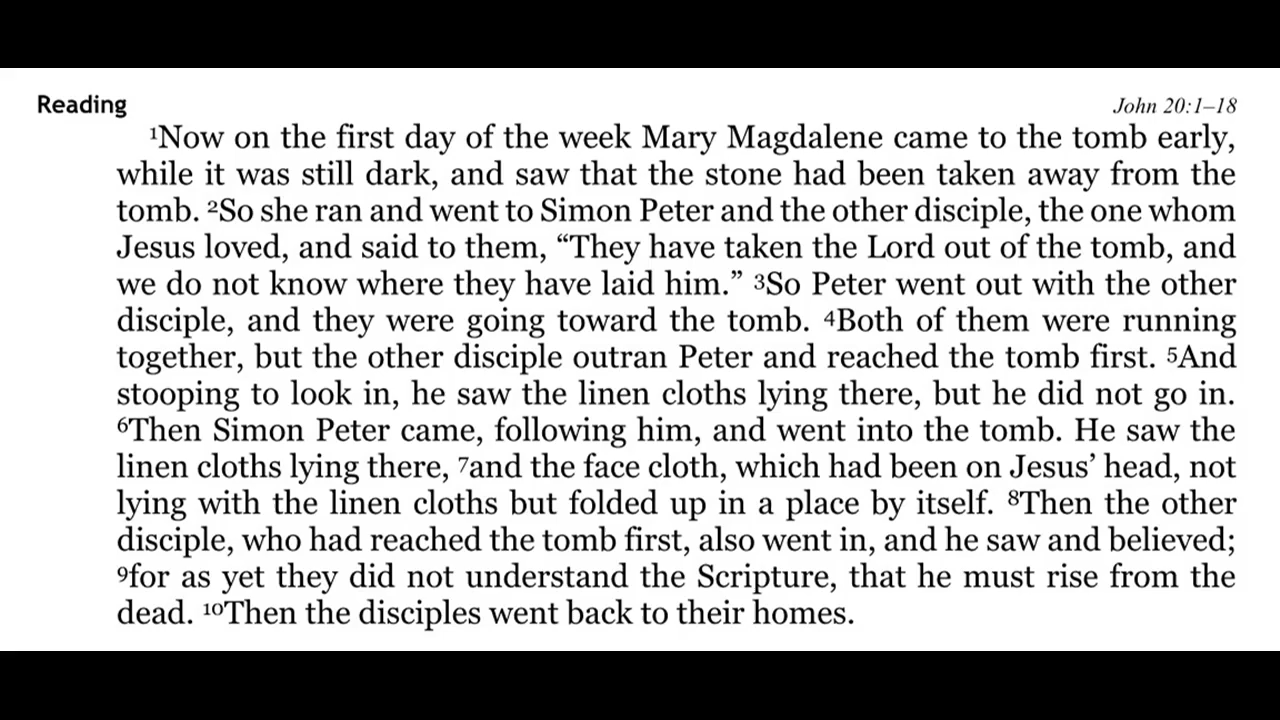 Reading
John 20:1–18
¹Now on the first day of the week Mary Magdalene came to the tomb early,
while it was still dark, and saw that the stone had been taken away from the
tomb. ²So she ran and went to Simon Peter and the other disciple, the one whom
Jesus loved, and said to them, “They have taken the Lord out of the tomb, and
we do not know where they have laid him.” ³So Peter went out with the other
disciple, and they were going toward the tomb. ⁴Both of them were running
together, but the other disciple outran Peter and reached the tomb first. ⁵And
stooping to look in, he saw the linen cloths lying there, but he did not go in.
⁶Then Simon Peter came, following him, and went into the tomb. He saw the
linen cloths lying there, ⁷and the face cloth, which had been on Jesus’ head, not
lying with the linen cloths but folded up in a place by itself. ⁸Then the other
disciple, who had reached the tomb first, also went in, and he saw and believed;
⁹for as yet they did not understand the Scripture, that he must rise from the
dead. ¹⁰Then the disciples went back to their homes.